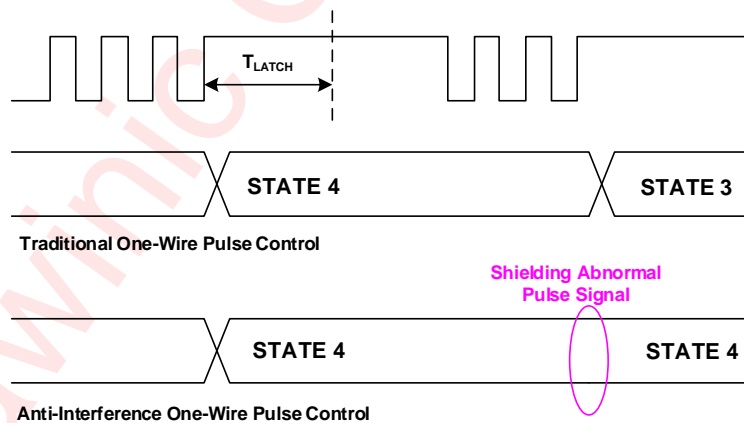 TLATCH
STATE 4
STATE 3
Traditional One-Wire Pulse Control
Shielding Abnormal
Pulse Signal
STATE 4
STATE 4
Anti-Interference One-Wire Pulse Control
awinic